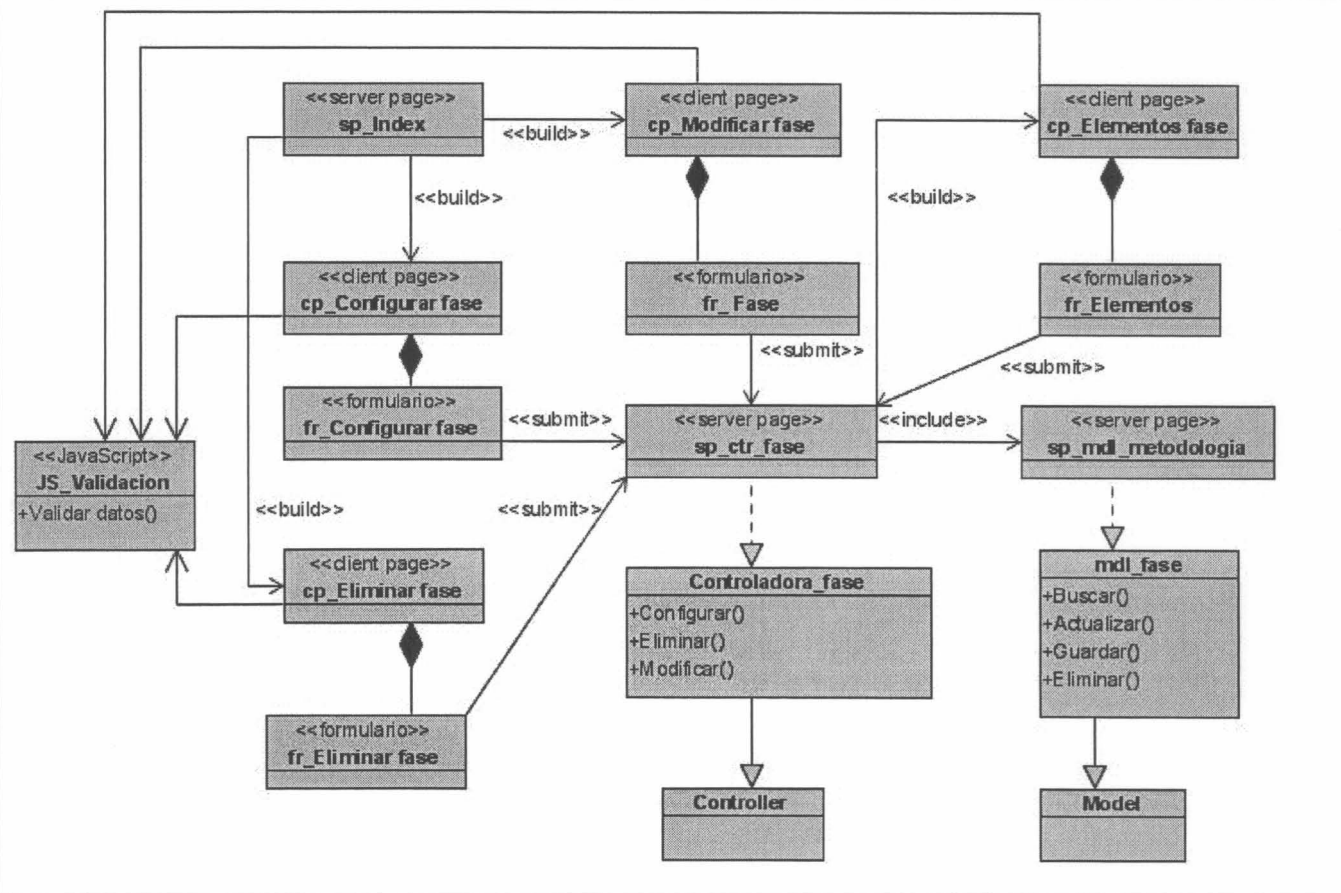 <<server page>>
sp_Index
<<build>>
<<client page>>
cp_Modificar fase
<<client page>>
cp_Elementos fase
<<build>>
<<build>>
<<client page>>
cp_Configurar fase
<<formulario>>
fr_Fase
<<formulario>>
fr_Elementos
<<submit>>
<<submit>>
<<formulario>>
fr_Configurar fase
<<submit>>
<<server page>>
sp_ctr_fase
<<include>>
<<server page>>
sp_mdl_metodologia
<<JavaScript>>
JS_Validacion
+Validar datos()
<<build>>
<<submit>>
<<client page>>
cp_Eliminar fase
Controladora_fase
+Configurar()
+Eliminar()
+Modificar()
mdl_fase
+Buscar()
+Actualizar()
+Guardar()
+Eliminar()
<<formulario>>
fr_Eliminar fase
Controller
Model